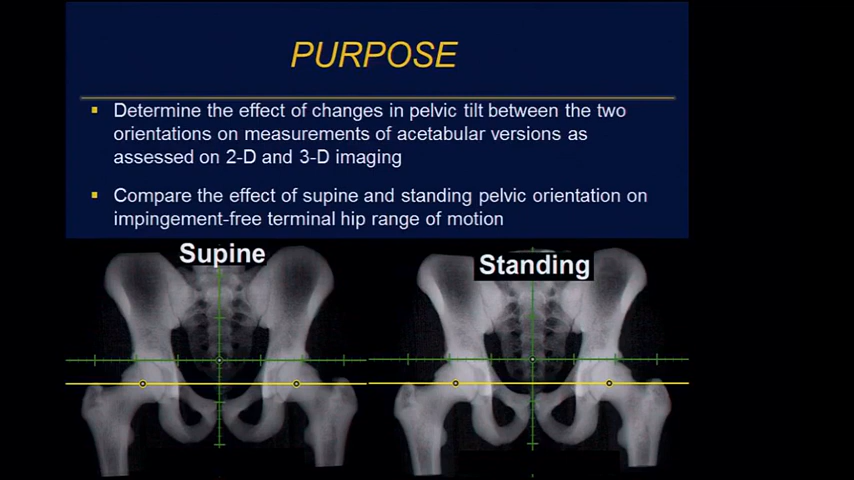 PURPOSE
Determine the effect of changes in pelvic tilt between the two
orientations on measurements of acetabular versions as
assessed on 2-D and 3-D imaging
Compare the effect of supine and standing pelvic orientation on
impingement-free terminal hip range of motion
Supine
Standing